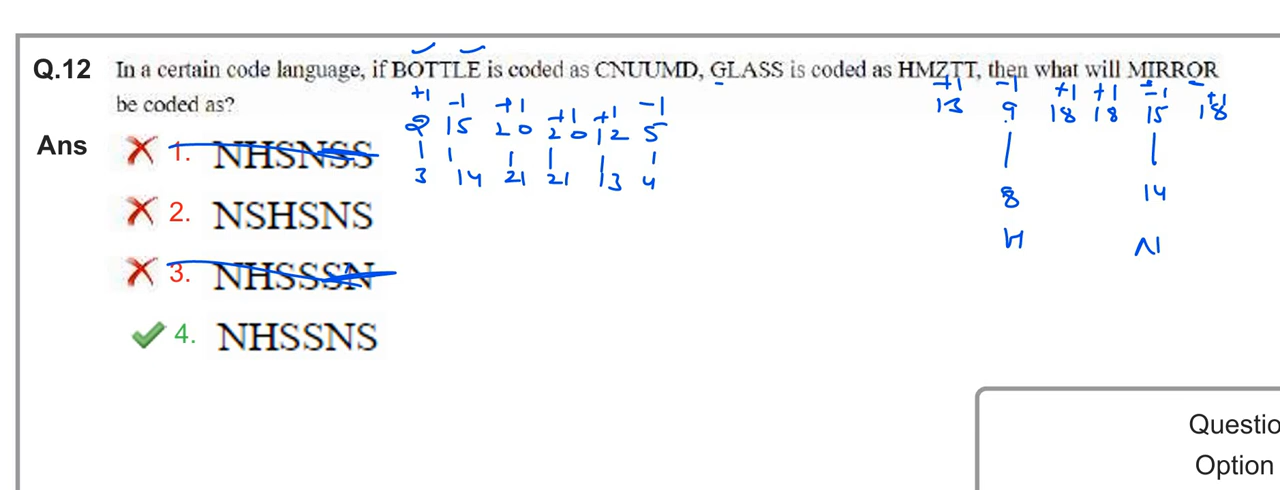 Q.12 In a certain code language, if BOTTLE is coded as CNUUMD, GLASS is coded as HMZTT, then what will MIRROR
be coded as?
+1 -1 +1 +1 +1 -1
2 15 20 20 12 5
3 14 21 21 13 4
+1 -1 +1 +1 -1 +1
13 9 18 18 15 18
8 14
H N
Ans 1. NHSNSS
2. NSHSNS
3. NHSSSN
4. NHSSNS
Questio
Option